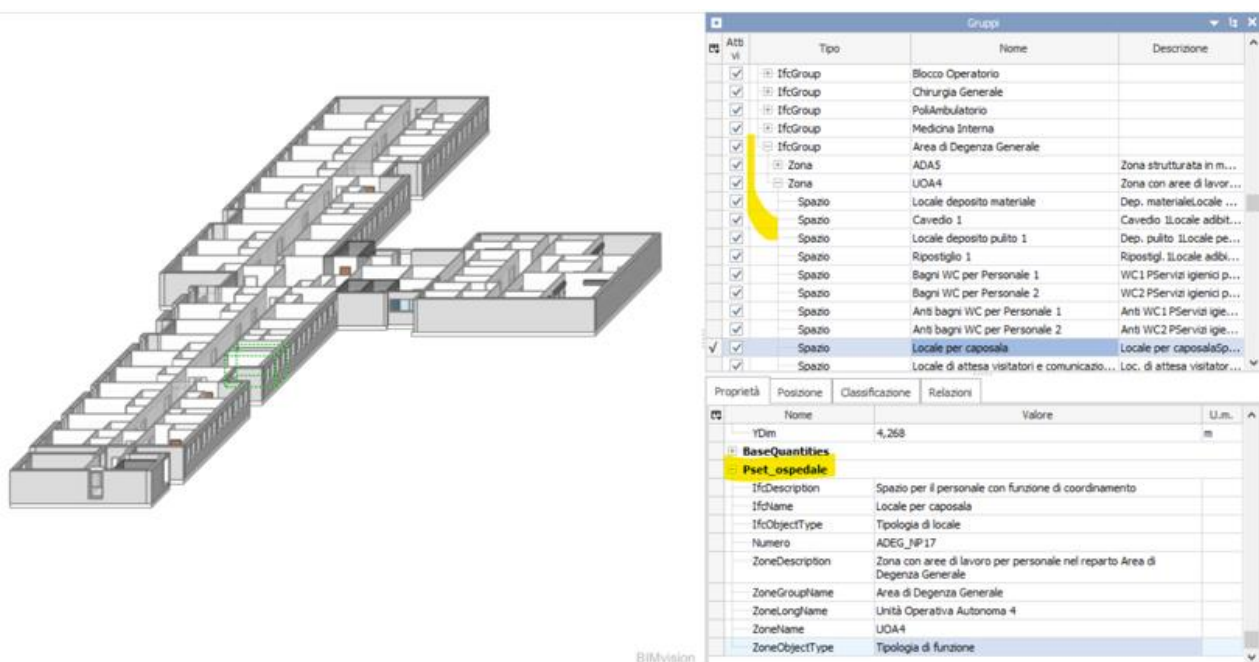 Gruppi
Atti vi Tipo Nome Descrizione
IfcGroup Blocco Operatorio
IfcGroup Chirurgia Generale
IfcGroup PoliAmbulatorio
IfcGroup Medicina Interna
IfcGroup Area di Degenza Generale
Zona ADA5 Zona strutturata in m...
Zona UOA4 Zona con aree di lavor...
Spazio Locale deposito materiale Dep. materialeLocale ...
Spazio Cavedio 1 Cavedio 1Locale adibit...
Spazio Locale deposito pulito 1 Dep. pulito 1Locale pe...
Spazio Ripostiglio 1 Ripostigl. 1Locale adibi...
Spazio Bagni WC per Personale 1 WC1 PServizi igienici p...
Spazio Bagni WC per Personale 2 WC2 PServizi igienici p...
Spazio Anti bagni WC per Personale 1 Anti WC1 PServizi igie...
Spazio Anti bagni WC per Personale 2 Anti WC2 PServizi igie...
Spazio Locale per caposala Locale per caposalaSp...
Spazio Locale di attesa visitatori e comunicazio... Loc. di attesa visitator...
Proprietà Posizione Classificazione Relazioni
Nome Valore U.m.
YDim 4,268 m
BaseQuantities
Pset_ospedale
IfcDescription Spazio per il personale con funzione di coordinamento
IfcName Locale per caposala
IfcObjectType Tipologia di locale
Numero ADEG_NP17
ZoneDescription Zona con aree di lavoro per personale nel reparto Area di
Degenza Generale
ZoneGroupName Area di Degenza Generale
ZoneLongName Unità Operativa Autonoma 4
ZoneName UOA4
ZoneObjectType Tipologia di funzione
BIMvision